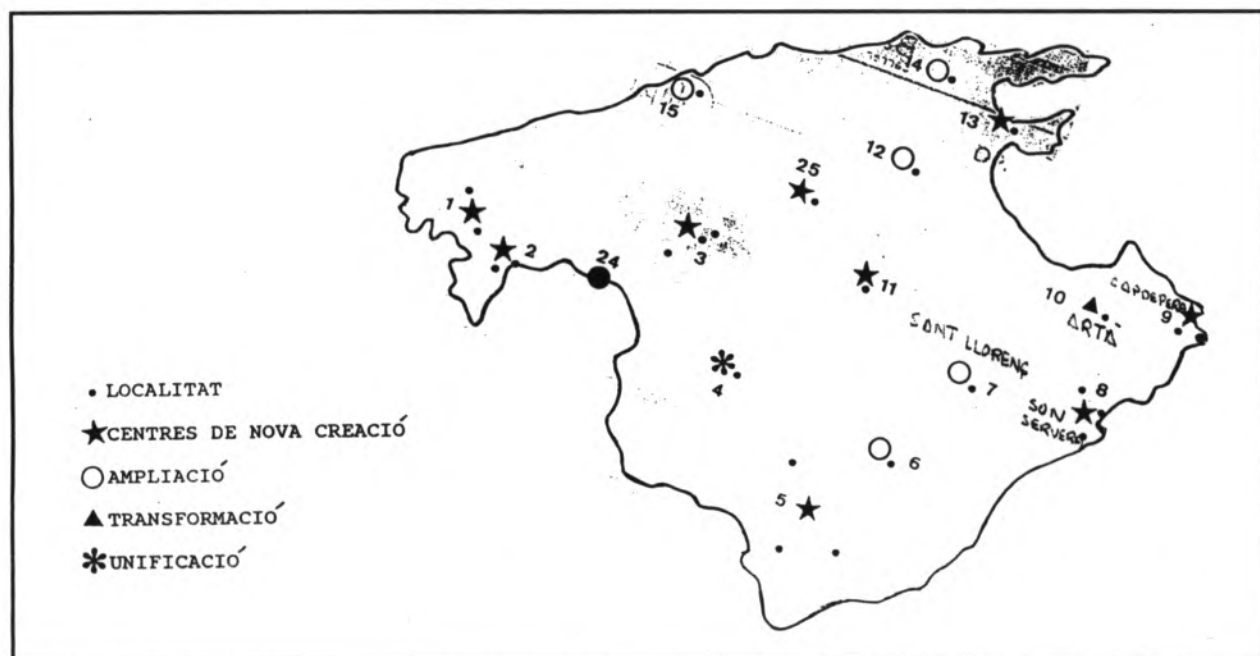 15
14
13
12
25
1
2
3
24
11
10
CAPDEPERA
9
ARTÀ
SANT LLORENÇ
4
7
8
SON
SERVERA
6
5
• LOCALITAT
★ CENTRES DE NOVA CREACIÓ
○ AMPLIACIÓ
▲ TRANSFORMACIÓ
✱ UNIFICACIÓ